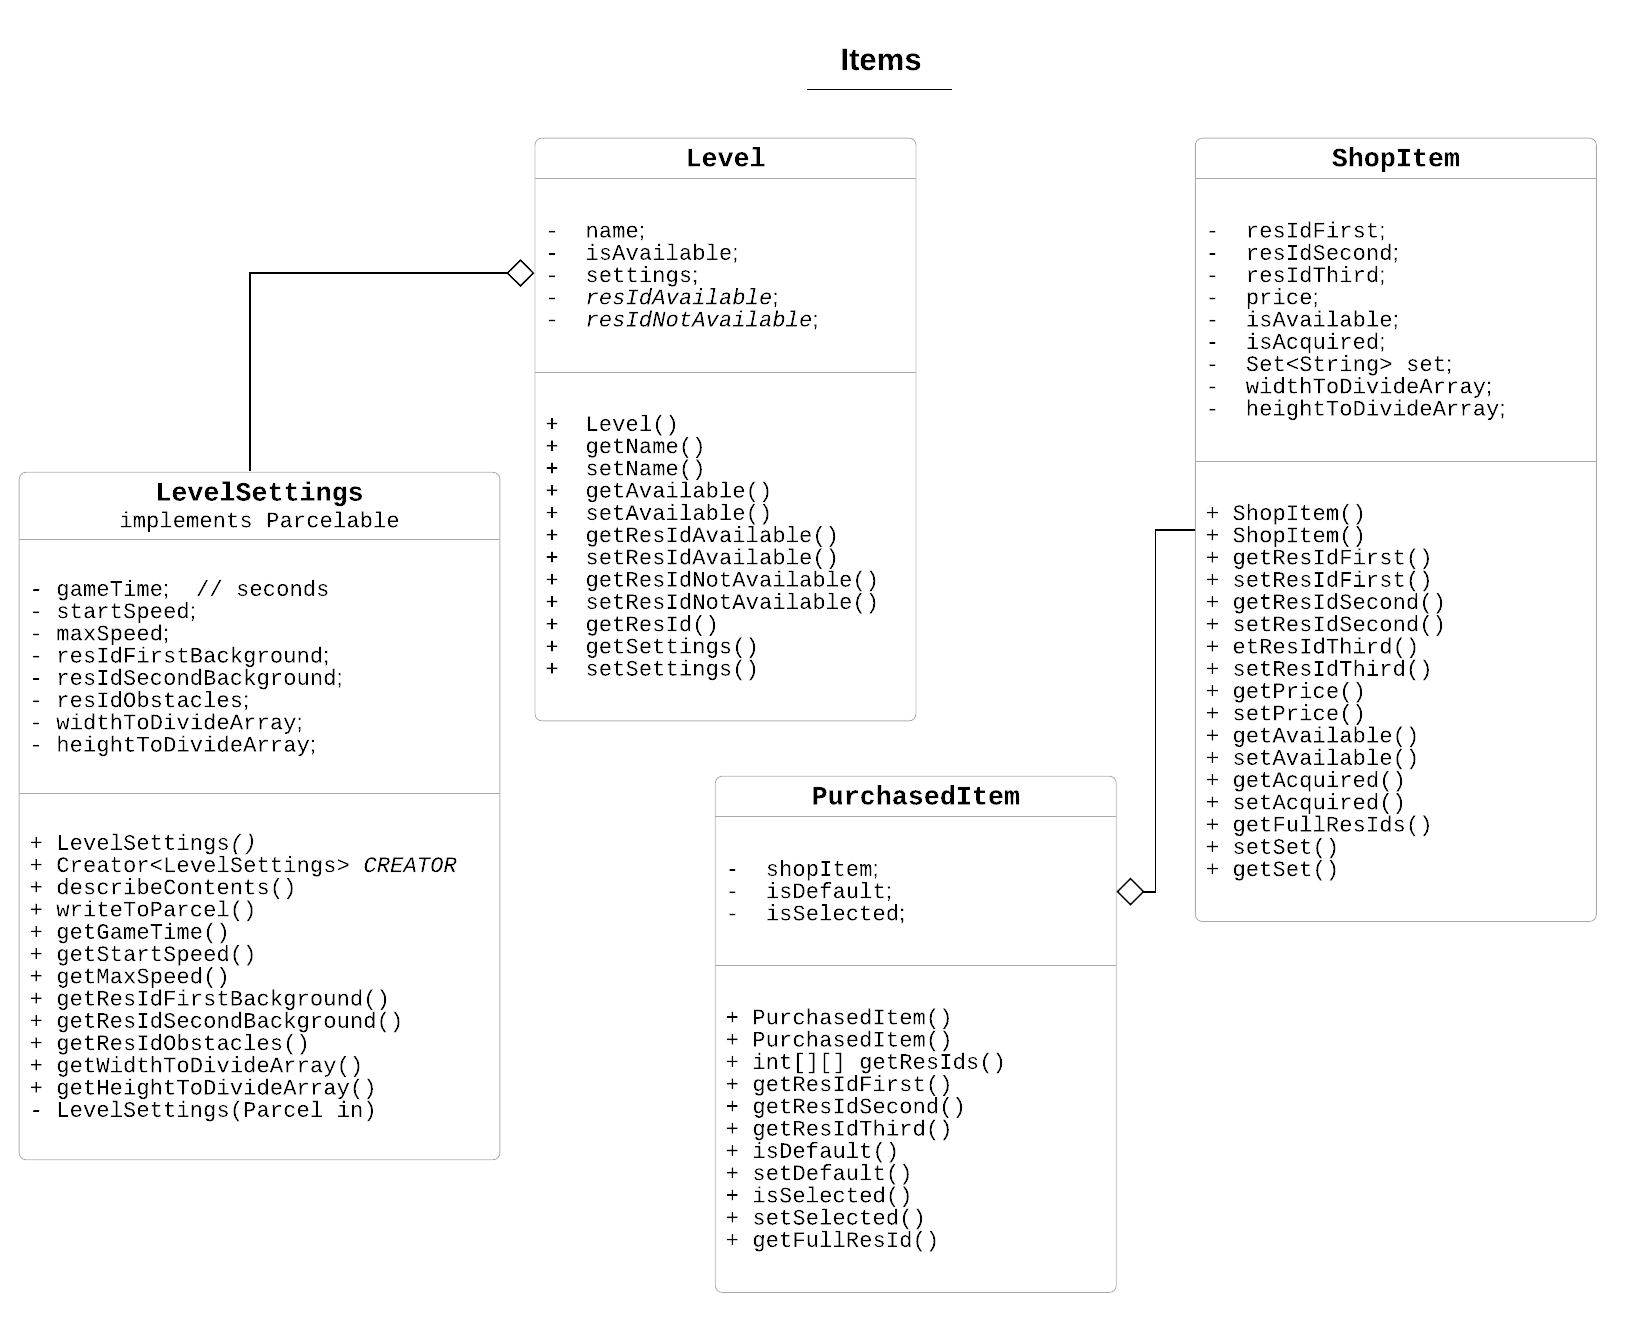 Items
Level
- name;
- isAvailable;
- settings;
- resIdAvailable;
- resIdNotAvailable;
+ Level()
+ getName()
+ setName()
+ getAvailable()
+ setAvailable()
+ getResIdAvailable()
+ setResIdAvailable()
+ getResIdNotAvailable()
+ setResIdNotAvailable()
+ getResId()
+ getSettings()
+ setSettings()
ShopItem
- resIdFirst;
- resIdSecond;
- resIdThird;
- price;
- isAvailable;
- isAcquired;
- Set<String> set;
- widthToDivideArray;
- heightToDivideArray;
+ ShopItem()
+ ShopItem()
+ getResIdFirst()
+ setResIdFirst()
+ getResIdSecond()
+ setResIdSecond()
+ etResIdThird()
+ setResIdThird()
+ getPrice()
+ setPrice()
+ getAvailable()
+ setAvailable()
+ getAcquired()
+ setAcquired()
+ getFullResIds()
+ setSet()
+ getSet()
LevelSettings
implements Parcelable
- gameTime; // seconds
- startSpeed;
- maxSpeed;
- resIdFirstBackground;
- resIdSecondBackground;
- resIdObstacles;
- widthToDivideArray;
- heightToDivideArray;
+ LevelSettings()
+ Creator<LevelSettings> CREATOR
+ describeContents()
+ writeToParcel()
+ getGameTime()
+ getStartSpeed()
+ getMaxSpeed()
+ getResIdFirstBackground()
+ getResIdSecondBackground()
+ getResIdObstacles()
+ getWidthToDivideArray()
+ getHeightToDivideArray()
- LevelSettings(Parcel in)
PurchasedItem
- shopItem;
- isDefault;
- isSelected;
+ PurchasedItem()
+ PurchasedItem()
+ int[][] getResIds()
+ getResIdFirst()
+ getResIdSecond()
+ getResIdThird()
+ isDefault()
+ setDefault()
+ isSelected()
+ setSelected()
+ getFullResId()